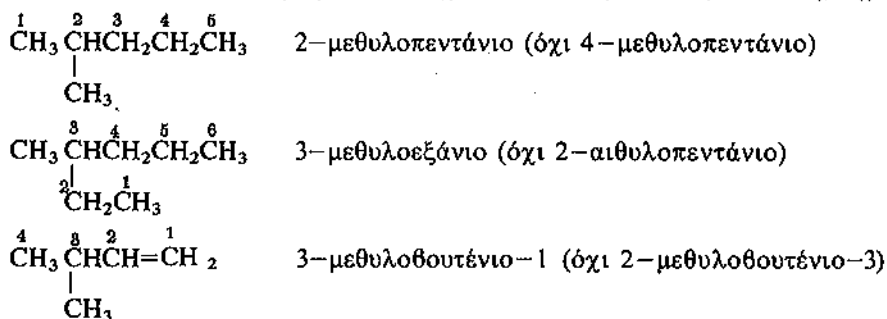 1 2 3 4 5
CH₃CHCH₂CH₂CH₃ 2–μεθυλοπεντάνιο (όχι 4–μεθυλοπεντάνιο)
|
CH₃
3 4 5 6
CH₃CHCH₂CH₂CH₃ 3–μεθυλοεξάνιο (όχι 2–αιθυλοπεντάνιο)
2| 1
CH₂CH₃
4 3 2 1
CH₃CHCH=CH₂ 3–μεθυλοβουτένιο–1 (όχι 2–μεθυλοβουτένιο–3)
|
CH₃